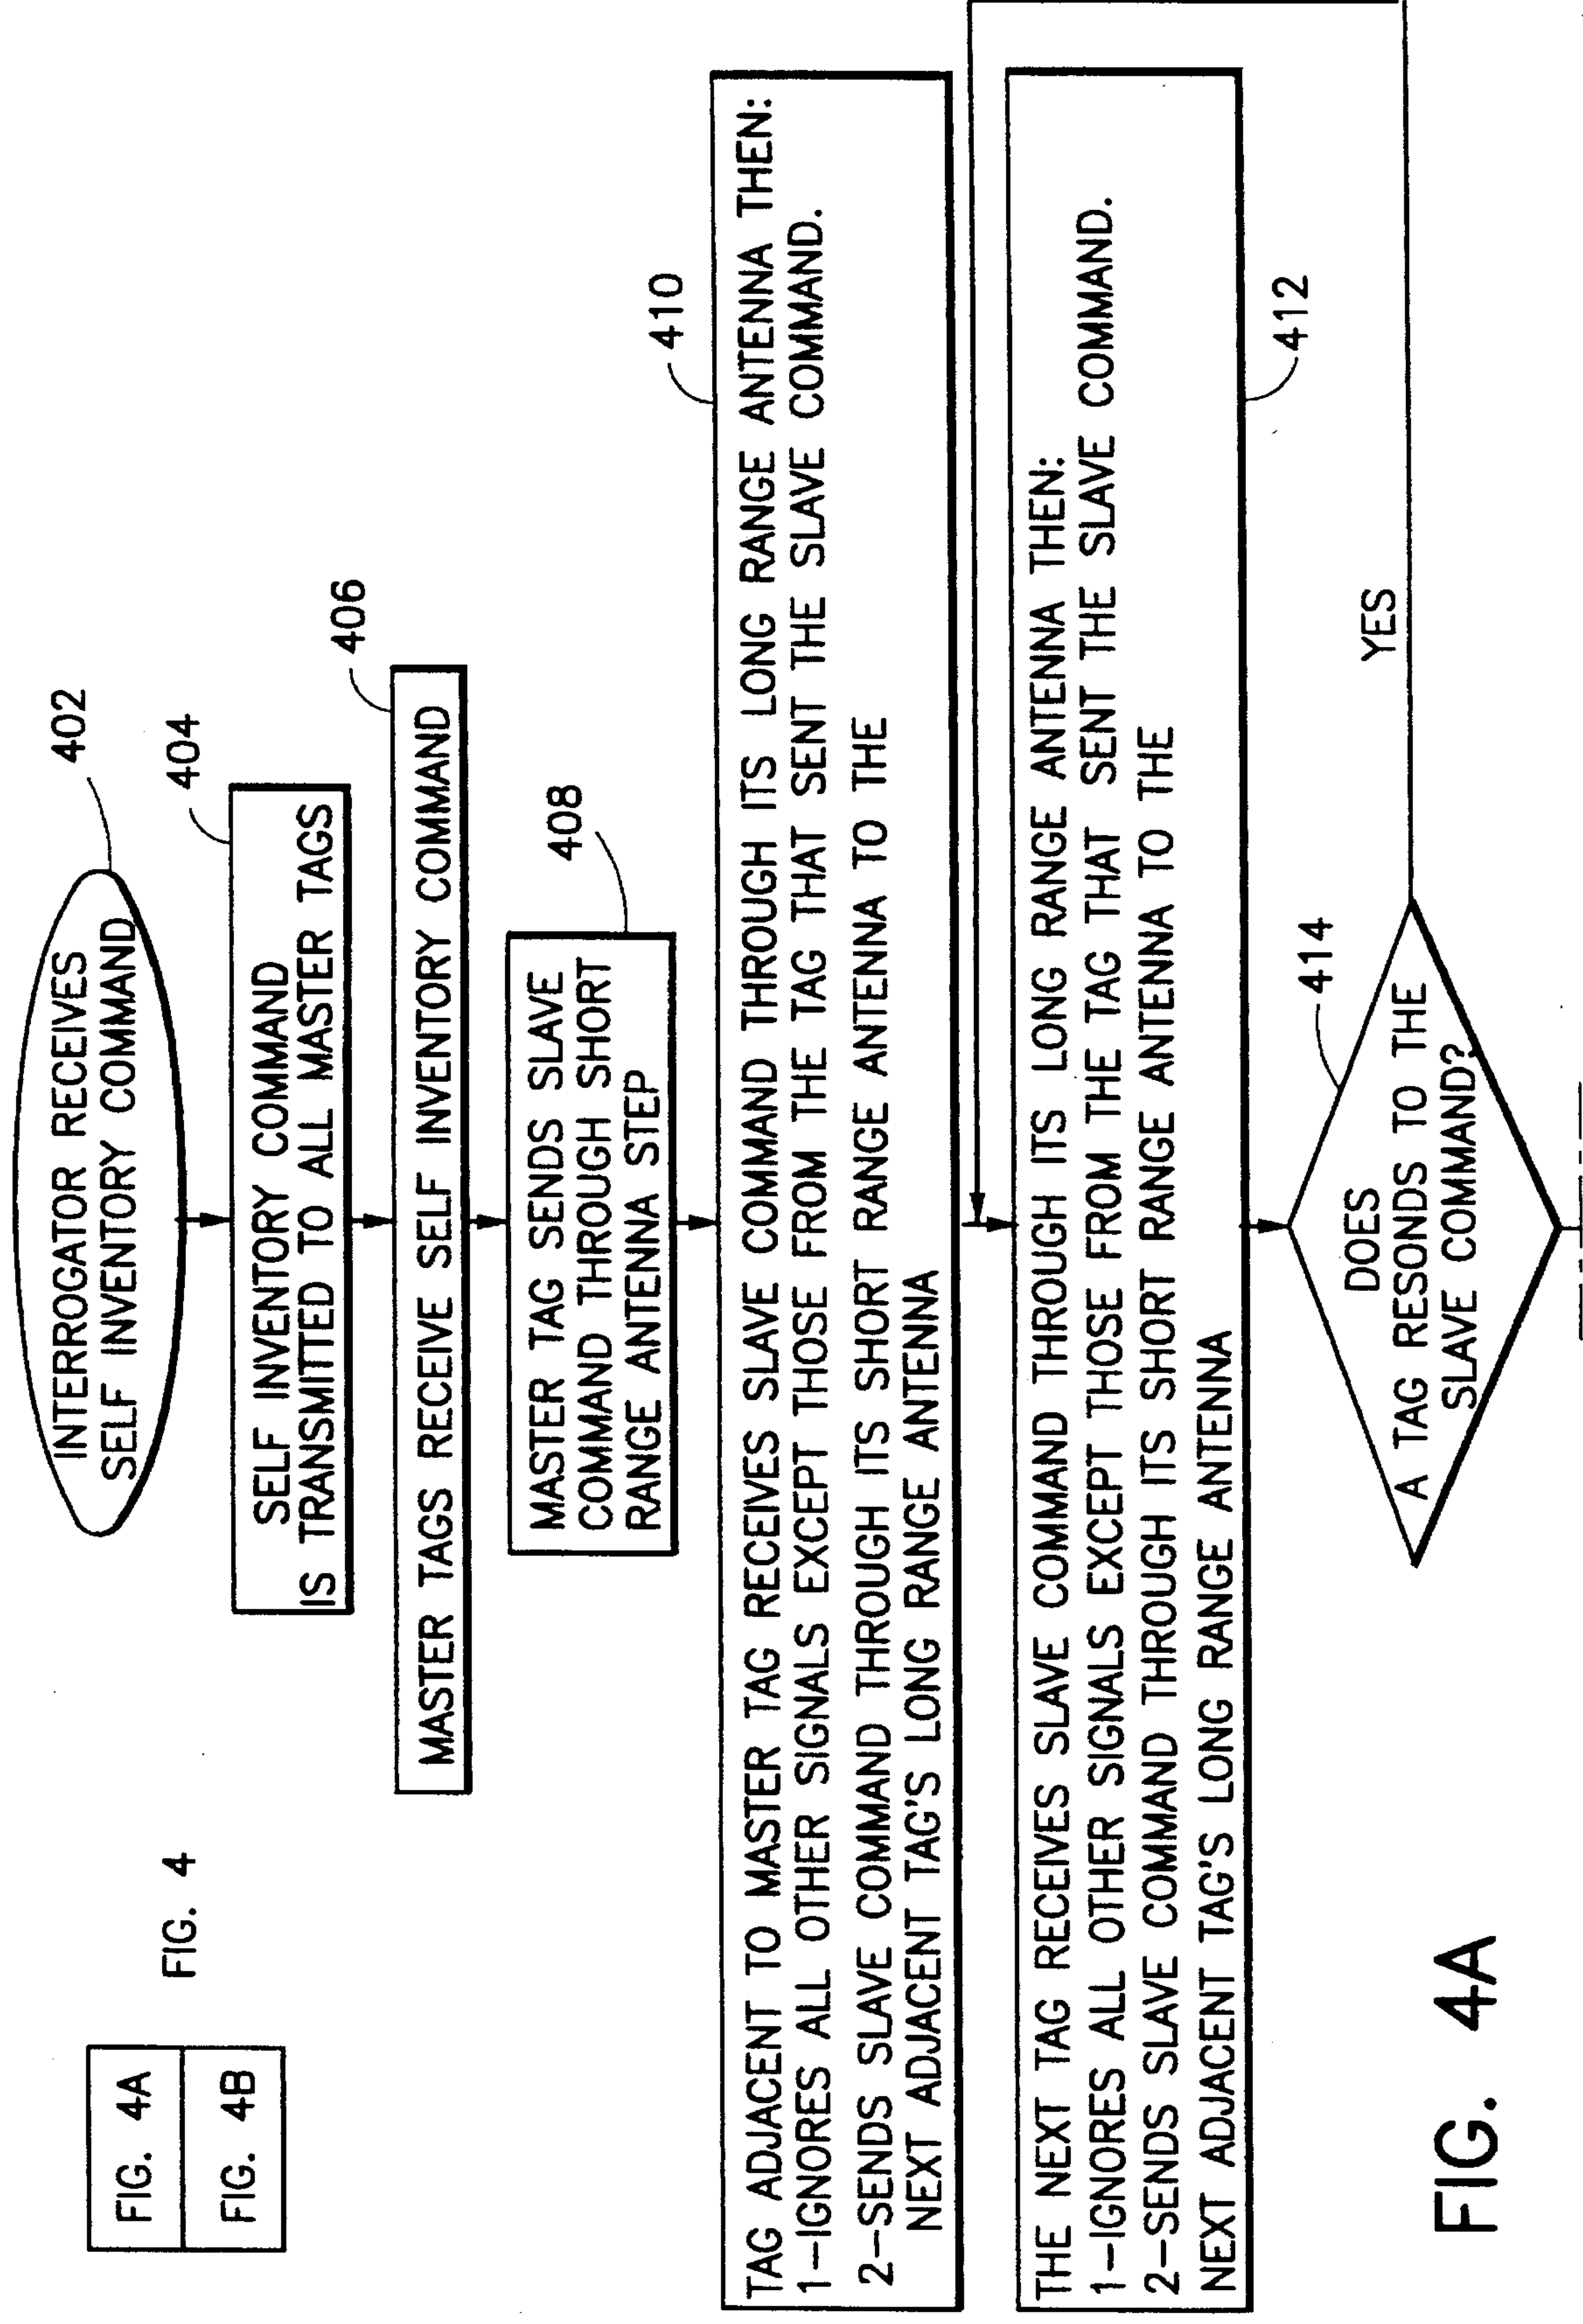 FIG. 4A
FIG. 4B
FIG. 4
INTERROGATOR RECEIVES
SELF INVENTORY COMMAND
402
SELF INVENTORY COMMAND
IS TRANSMITTED TO ALL MASTER TAGS
404
MASTER TAGS RECEIVE SELF INVENTORY COMMAND
406
MASTER TAG SENDS SLAVE
COMMAND THROUGH SHORT
RANGE ANTENNA STEP
408
TAG ADJACENT TO MASTER TAG RECEIVES SLAVE COMMAND THROUGH ITS LONG RANGE ANTENNA THEN:
1-IGNORES ALL OTHER SIGNALS EXCEPT THOSE FROM THE TAG THAT SENT THE SLAVE COMMAND.
2-SENDS SLAVE COMMAND THROUGH ITS SHORT RANGE ANTENNA TO THE
NEXT ADJACENT TAG'S LONG RANGE ANTENNA
410
THE NEXT TAG RECEIVES SLAVE COMMAND THROUGH ITS LONG RANGE ANTENNA THEN:
1-IGNORES ALL OTHER SIGNALS EXCEPT THOSE FROM THE TAG THAT SENT THE SLAVE COMMAND.
2-SENDS SLAVE COMMAND THROUGH ITS SHORT RANGE ANTENNA TO THE
NEXT ADJACENT TAG'S LONG RANGE ANTENNA
412
DOES
A TAG RESONDS TO THE
SLAVE COMMAND?
414
YES
FIG. 4A